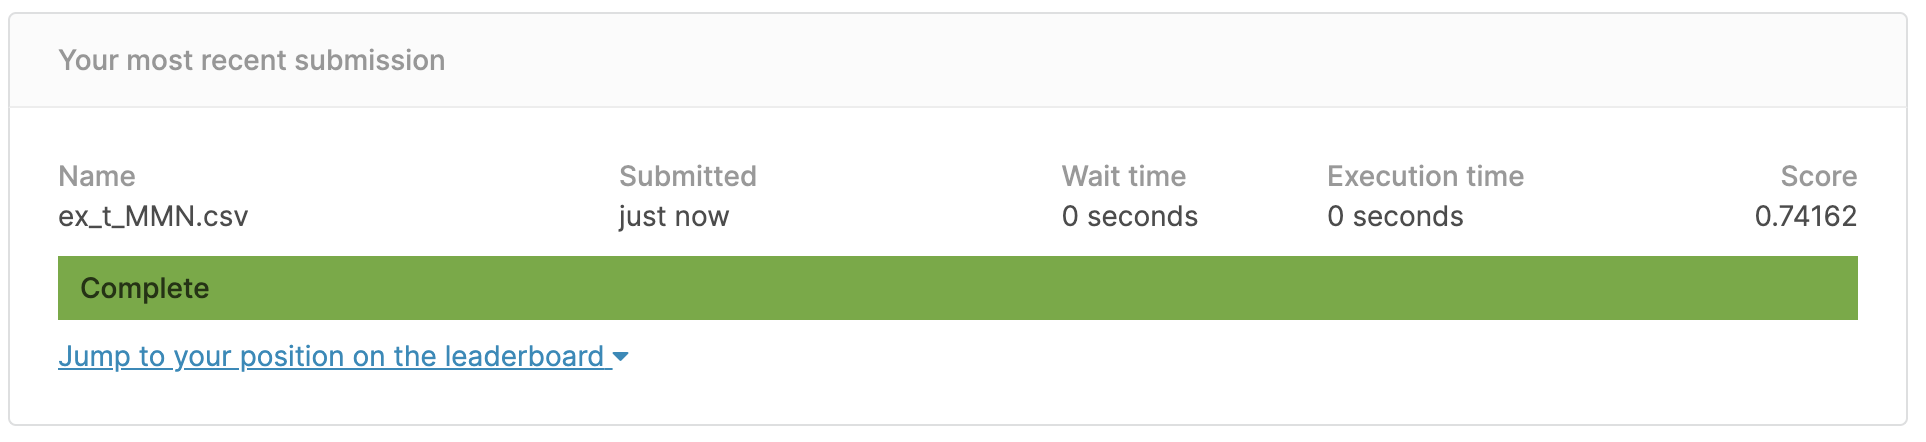 Your most recent submission
Name Submitted Wait time Execution time Score
ex_t_MMN.csv just now 0 seconds 0 seconds 0.74162
Complete
Jump to your position on the leaderboard